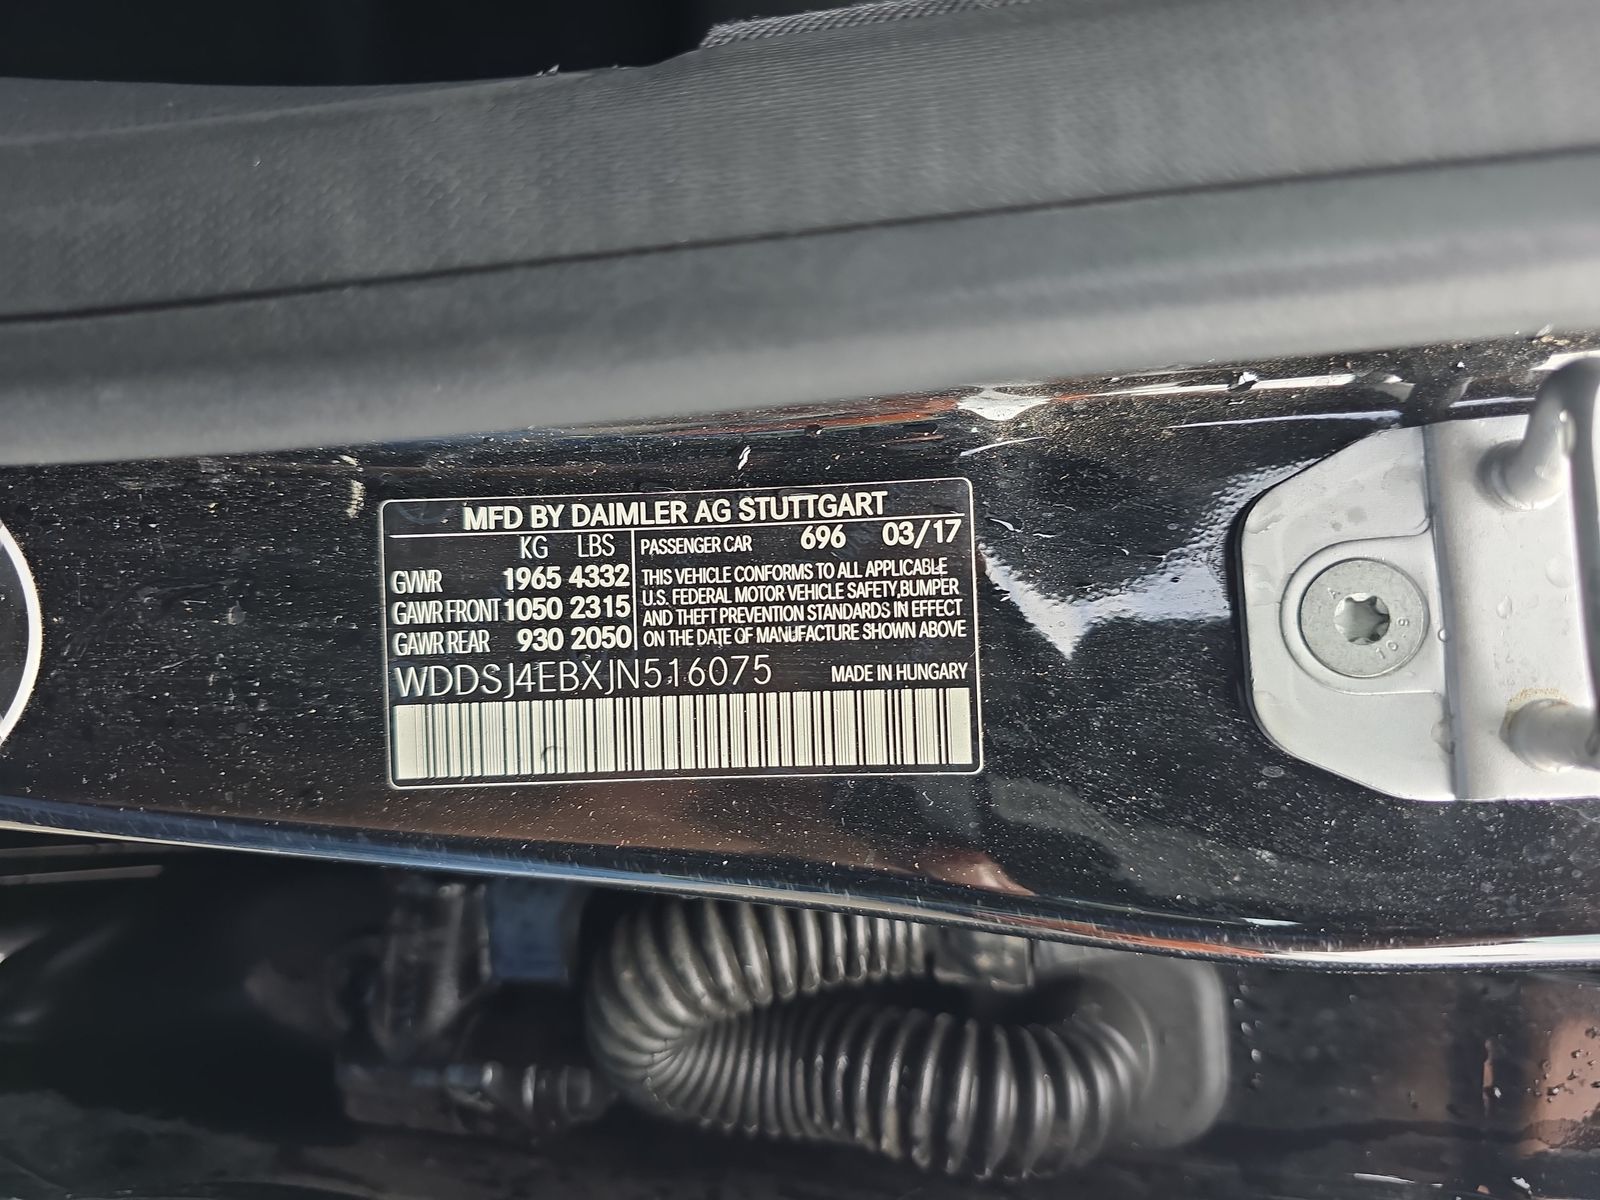 MFD BY DAIMLER AG STUTTGART
KG LBS
GVWR 1965 4332
GAWR FRONT 1050 2315
GAWR REAR 930 2050
PASSENGER CAR 696 03/17
THIS VEHICLE CONFORMS TO ALL APPLICABLE
U.S. FEDERAL MOTOR VEHICLE SAFETY, BUMPER
AND THEFT PREVENTION STANDARDS IN EFFECT
ON THE DATE OF MANUFACTURE SHOWN ABOVE
WDDSJ4EBXJN516075 MADE IN HUNGARY
10.9